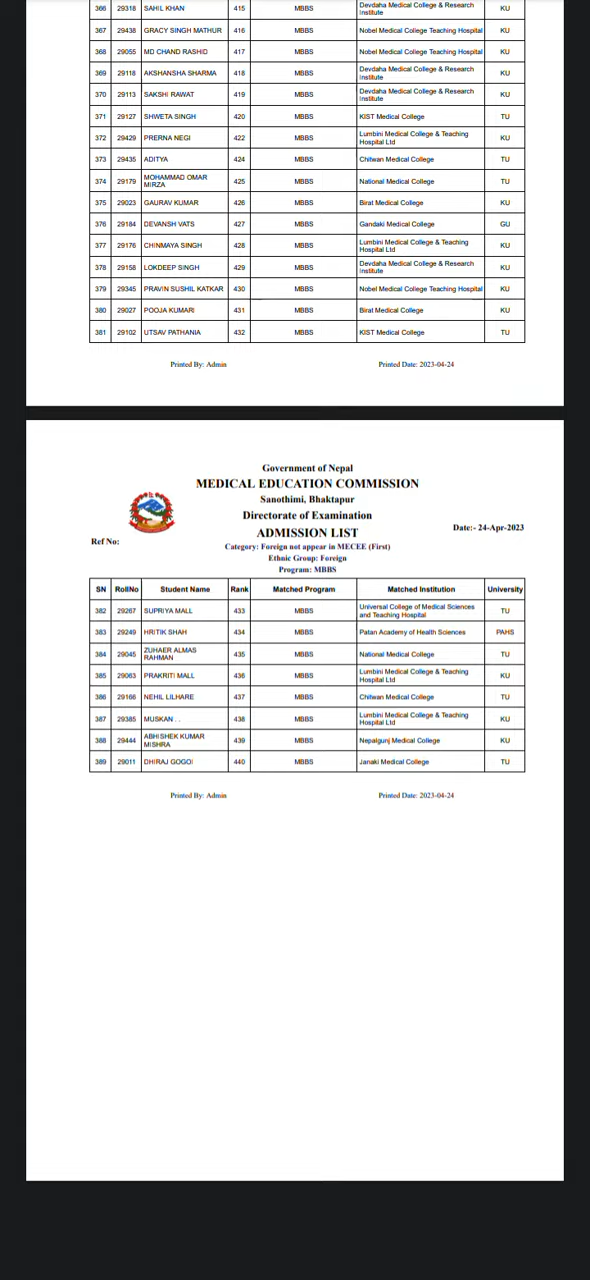 366 29318 SAHIL KHAN 415 MBBS Devdaha Medical College & Research Institute KU
367 29438 GRACY SINGH MATHUR 416 MBBS Nobel Medical College Teaching Hospital KU
368 29055 MD CHAND RASHID 417 MBBS Nobel Medical College Teaching Hospital KU
369 29118 AKSHANSHA SHARMA 418 MBBS Devdaha Medical College & Research Institute KU
370 29113 SAKSHI RAWAT 419 MBBS Devdaha Medical College & Research Institute KU
371 29127 SHWETA SINGH 420 MBBS KIST Medical College TU
372 29429 PRERNA NEGI 422 MBBS Lumbini Medical College & Teaching Hospital Ltd KU
373 29435 ADITYA 424 MBBS Chitwan Medical College TU
374 29179 MOHAMMAD OMAR MIRZA 425 MBBS National Medical College TU
375 29023 GAURAV KUMAR 426 MBBS Birat Medical College KU
376 29184 DEVANSH VATS 427 MBBS Gandaki Medical College GU
377 29176 CHINMAYA SINGH 428 MBBS Lumbini Medical College & Teaching Hospital Ltd KU
378 29158 LOKDEEP SINGH 429 MBBS Devdaha Medical College & Research Institute KU
379 29345 PRAVIN SUSHIL KATKAR 430 MBBS Nobel Medical College Teaching Hospital KU
380 29027 POOJA KUMARI 431 MBBS Birat Medical College KU
381 29102 UTSAV PATHANIA 432 MBBS KIST Medical College TU
Printed By: Admin Printed Date: 2023-04-24
Government of Nepal
MEDICAL EDUCATION COMMISSION
Sanothimi, Bhaktapur
Directorate of Examination
ADMISSION LIST
Date:- 24-Apr-2023
Ref No:
Category: Foreign not appear in MECEE (First)
Ethnic Group: Foreign
Program: MBBS
SN RollNo Student Name Rank Matched Program Matched Institution University
382 29267 SUPRIYA MALL 433 MBBS Universal College of Medical Sciences and Teaching Hospital TU
383 29249 HRITIK SHAH 434 MBBS Patan Academy of Health Sciences PAHS
384 29045 ZUHAER ALMAS RAHMAN 435 MBBS National Medical College TU
385 29083 PRAKRITI MALL 436 MBBS Lumbini Medical College & Teaching Hospital Ltd KU
386 29166 NEHIL LILHARE 437 MBBS Chitwan Medical College TU
387 29385 MUSKAN . . 438 MBBS Lumbini Medical College & Teaching Hospital Ltd KU
388 29444 ABHISHEK KUMAR MISHRA 439 MBBS Nepalgunj Medical College KU
389 29011 DHIRAJ GOGOI 440 MBBS Janaki Medical College TU
Printed By: Admin Printed Date: 2023-04-24